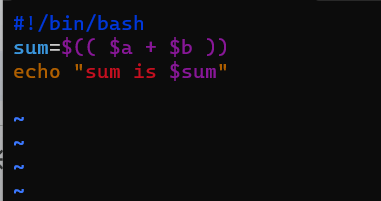 #!/bin/bash
sum=$(( $a + $b ))
echo "sum is $sum"
~
~
~
~